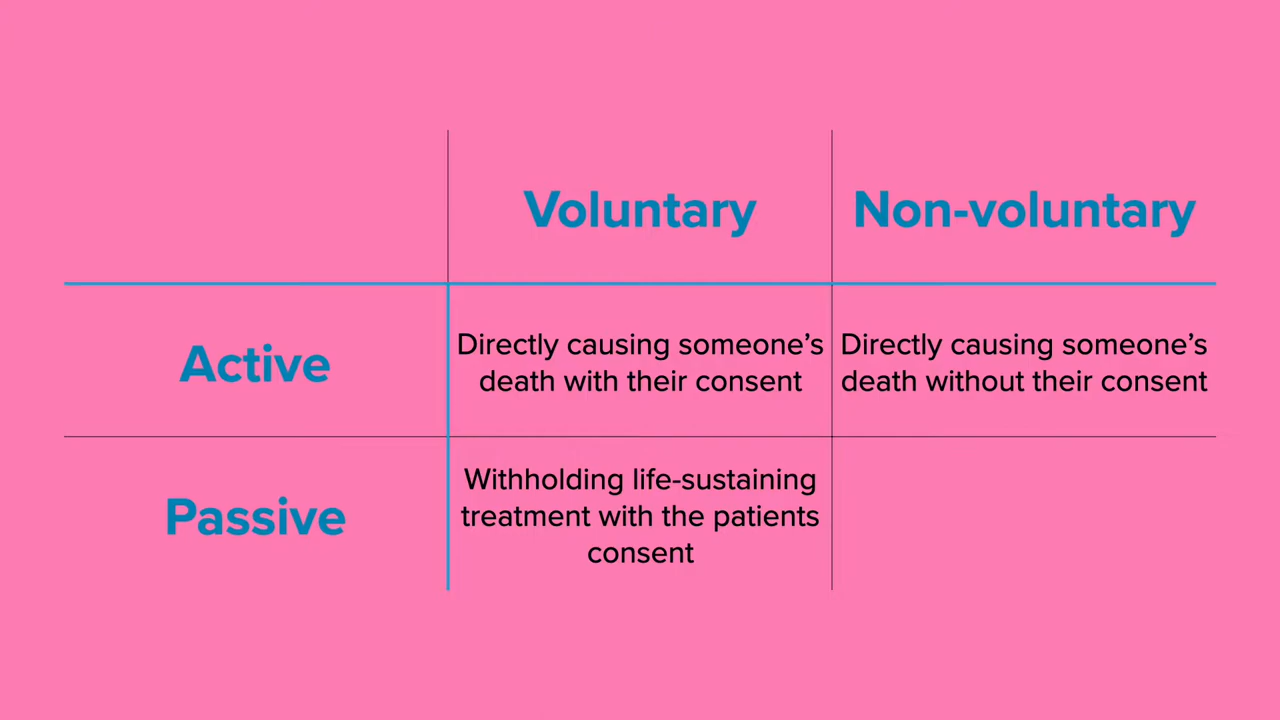 Voluntary
Non-voluntary
Active
Directly causing someone’s
death with their consent
Directly causing someone’s
death without their consent
Passive
Withholding life-sustaining
treatment with the patients
consent